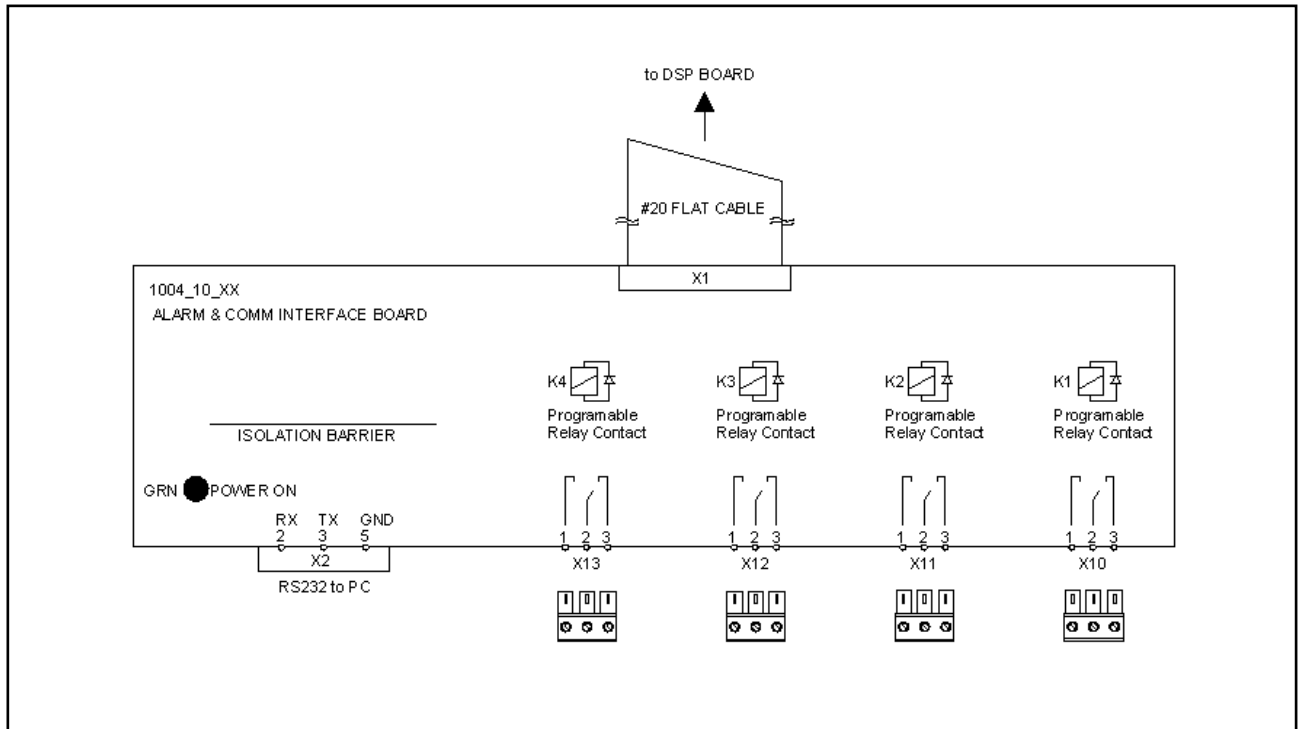 to DSP BOARD
#20 FLAT CABLE
X1
1004_10_XX
ALARM & COMM INTERFACE BOARD
K4
Programable
Relay Contact
K3
Programable
Relay Contact
K2
Programable
Relay Contact
K1
Programable
Relay Contact
ISOLATION BARRIER
GRN POWER ON
RX TX GND
2 3 5
X2
RS232 to PC
1 2 3
X13
1 2 3
X12
1 2 3
X11
1 2 3
X10